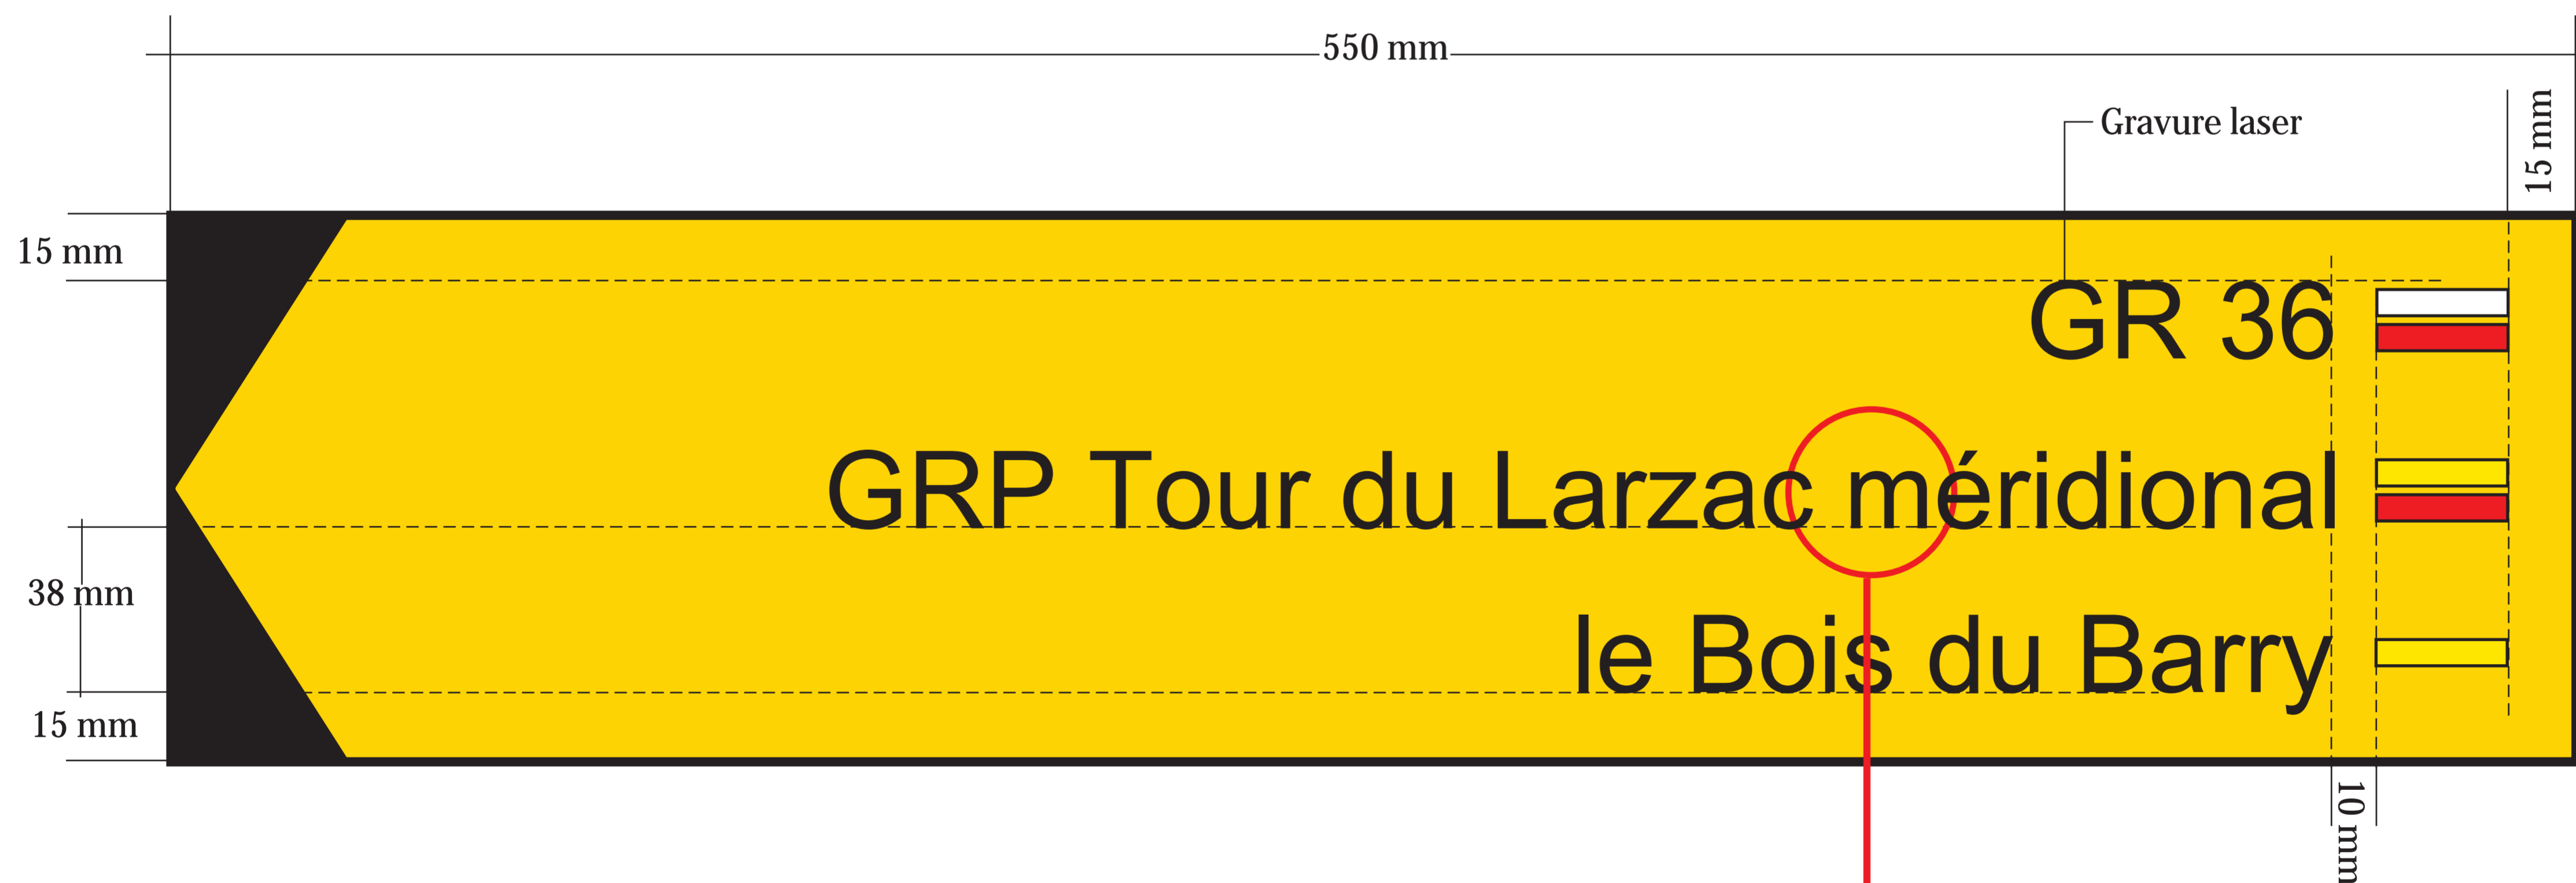 550 mm
Gravure laser
15 mm
15 mm
GR 36
GRP Tour du Larzac méridional
38 mm
le Bois du Barry
15 mm
10 mm